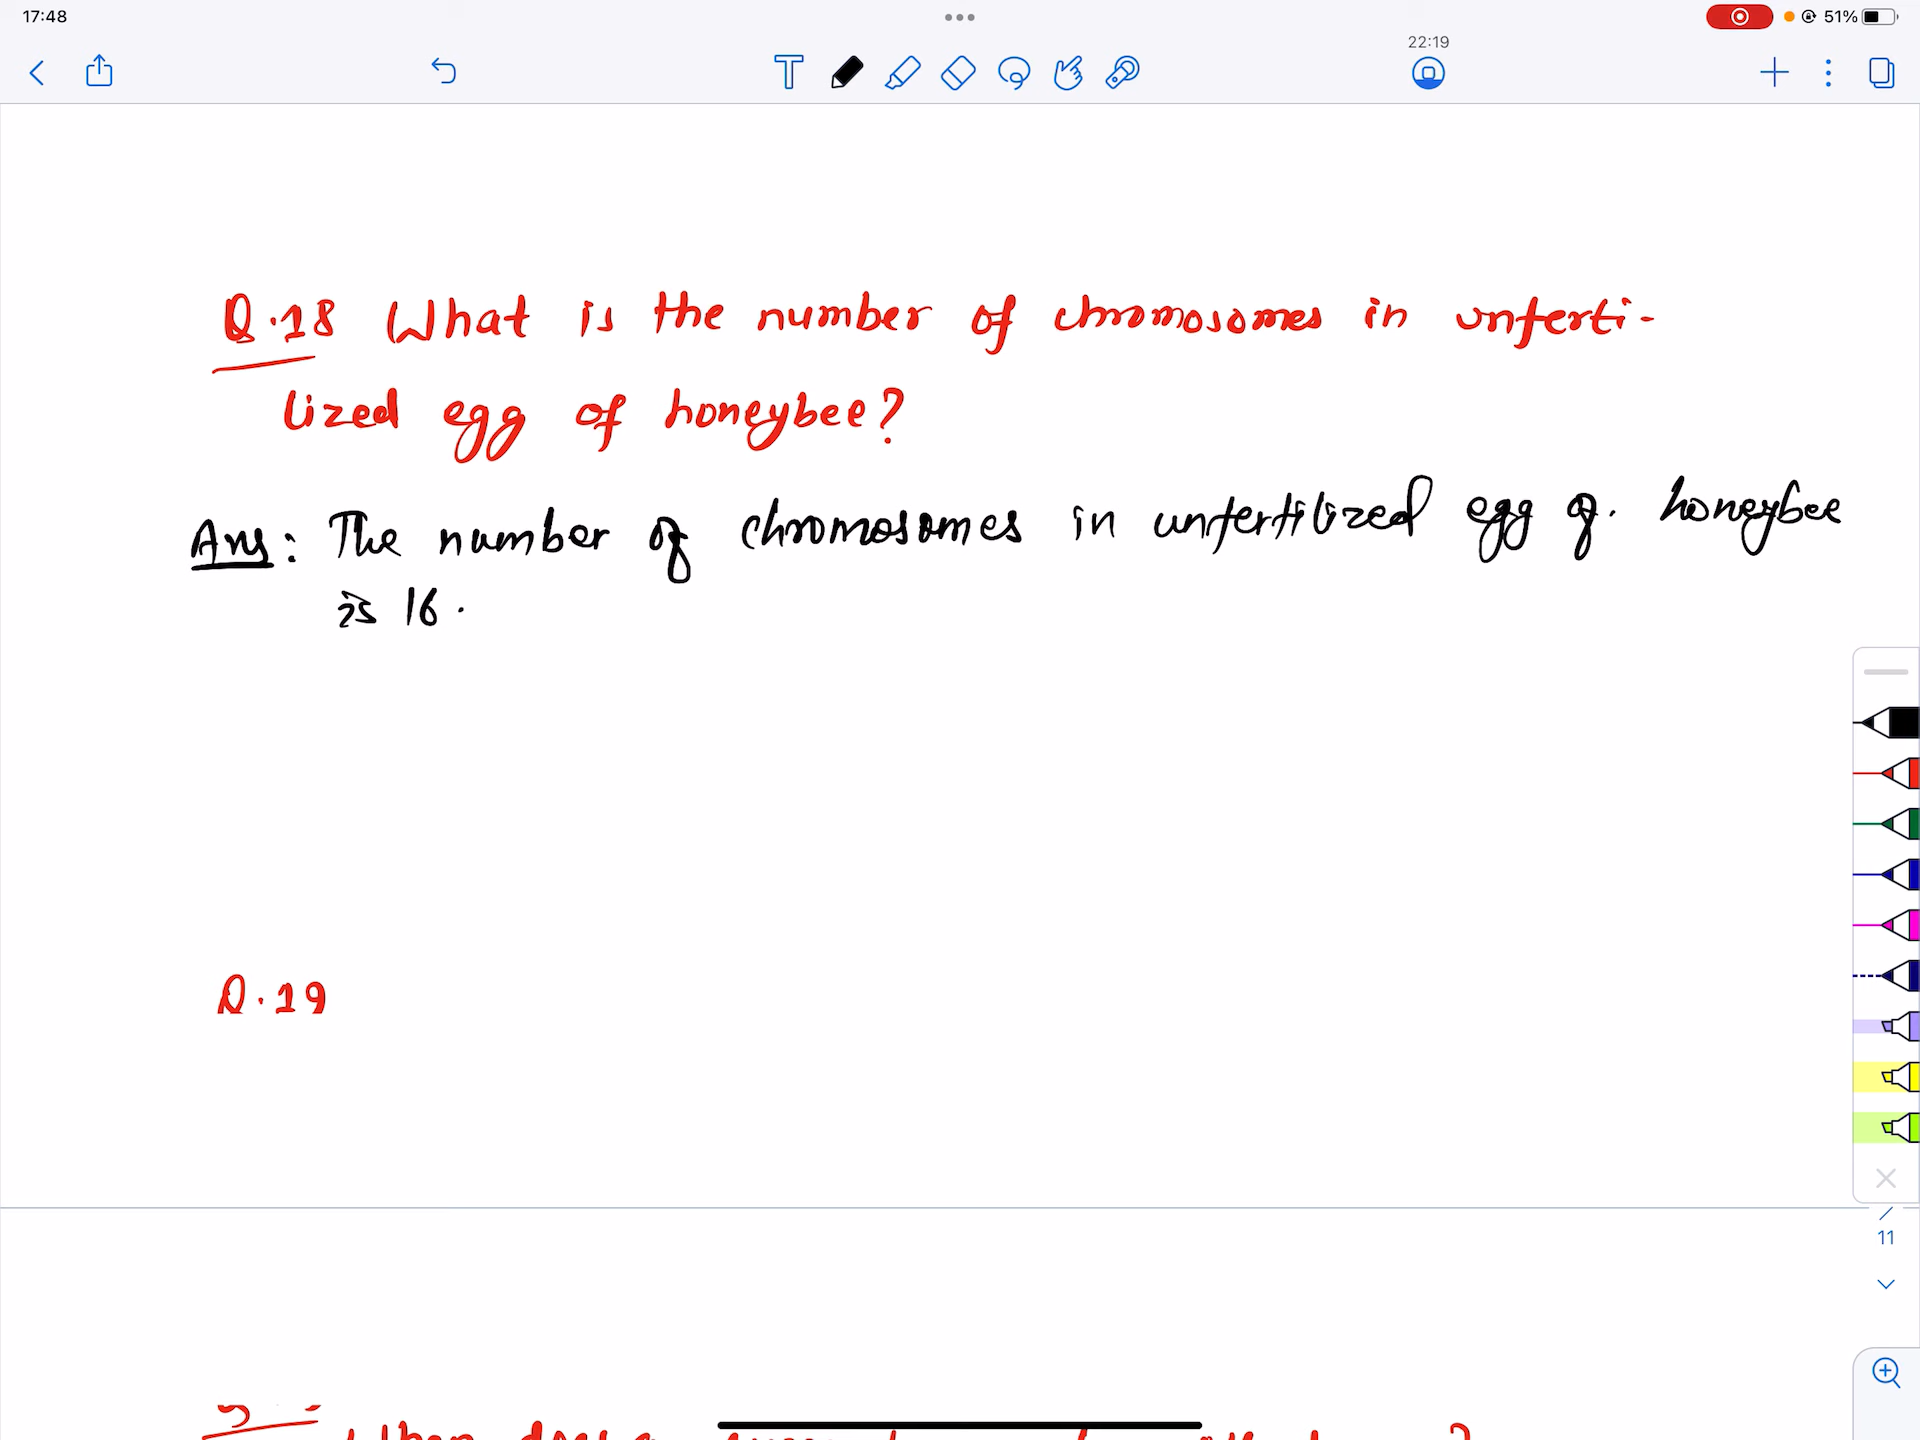 17:48
51%
22:19
Q.18 What is the number of chromosomes in unferti-
lized egg of honeybee?
Ans: The number of chromosomes in unfertilized egg of. honeybee
is 16.
Q.19
11